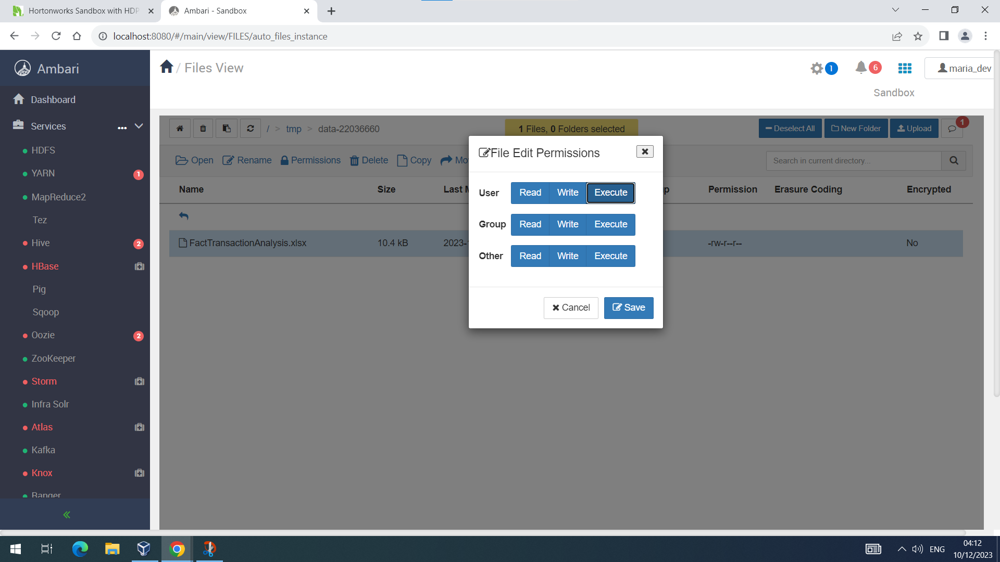 Hortonworks Sandbox with HDP
Ambari - Sandbox
localhost:8080/#/main/view/FILES/auto_files_instance
Ambari
/ Files View
1
6
maria_dev
Sandbox
Dashboard
Services
HDFS
YARN 1
MapReduce2
Tez
Hive 2
HBase
Pig
Sqoop
Oozie 2
ZooKeeper
Storm
Infra Solr
Atlas
Kafka
Knox
Ranger
/ > tmp > data-22036660
1 Files, 0 Folders selected
Deselect All
New Folder
Upload
1
Open Rename Permissions Delete Copy Mo
Search in current directory...
Name Size Last M p Permission Erasure Coding Encrypted
FactTransactionAnalysis.xlsx 10.4 kB 2023- -rw-r--r-- No
File Edit Permissions
User Read Write Execute
Group Read Write Execute
Other Read Write Execute
Cancel Save
ENG
04:12
10/12/2023